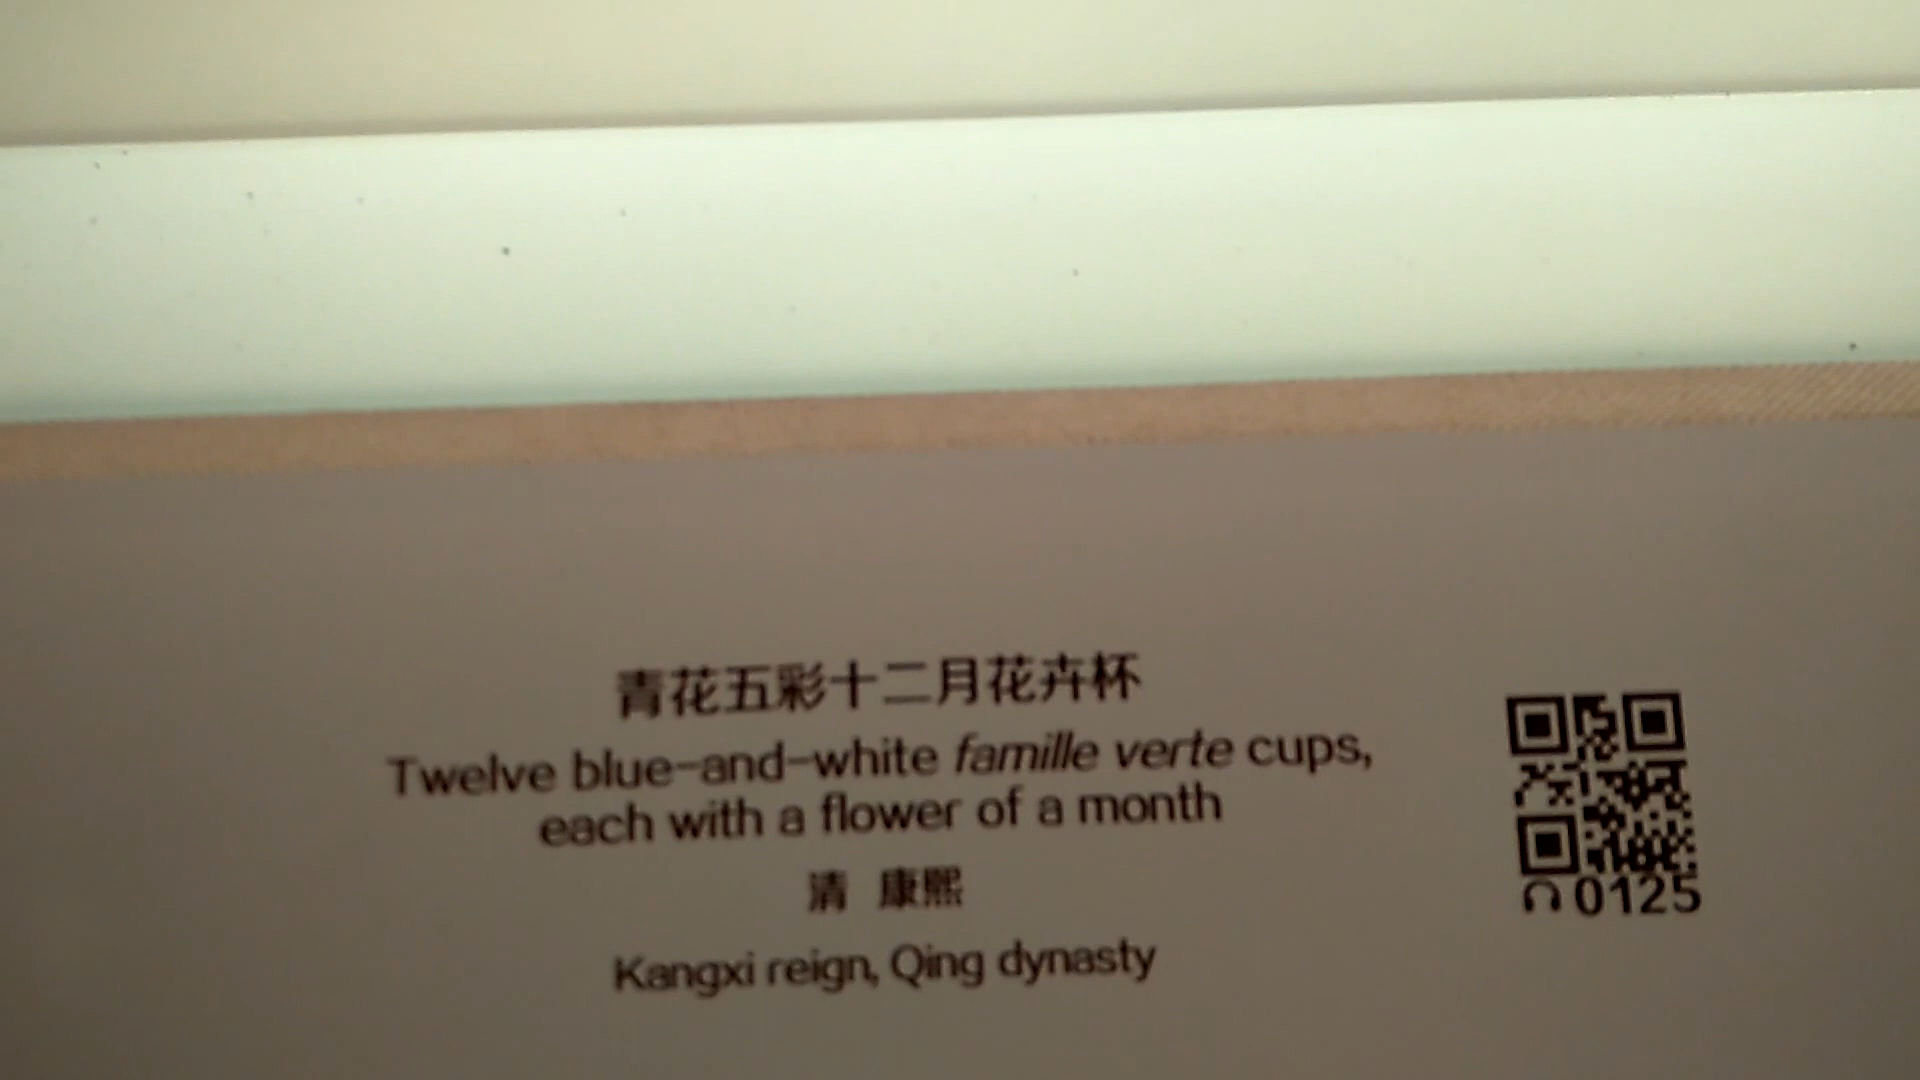 青花五彩十二月花卉杯
Twelve blue-and-white famille verte cups,
each with a flower of a month
清 康熙
Kangxi reign, Qing dynasty
0125